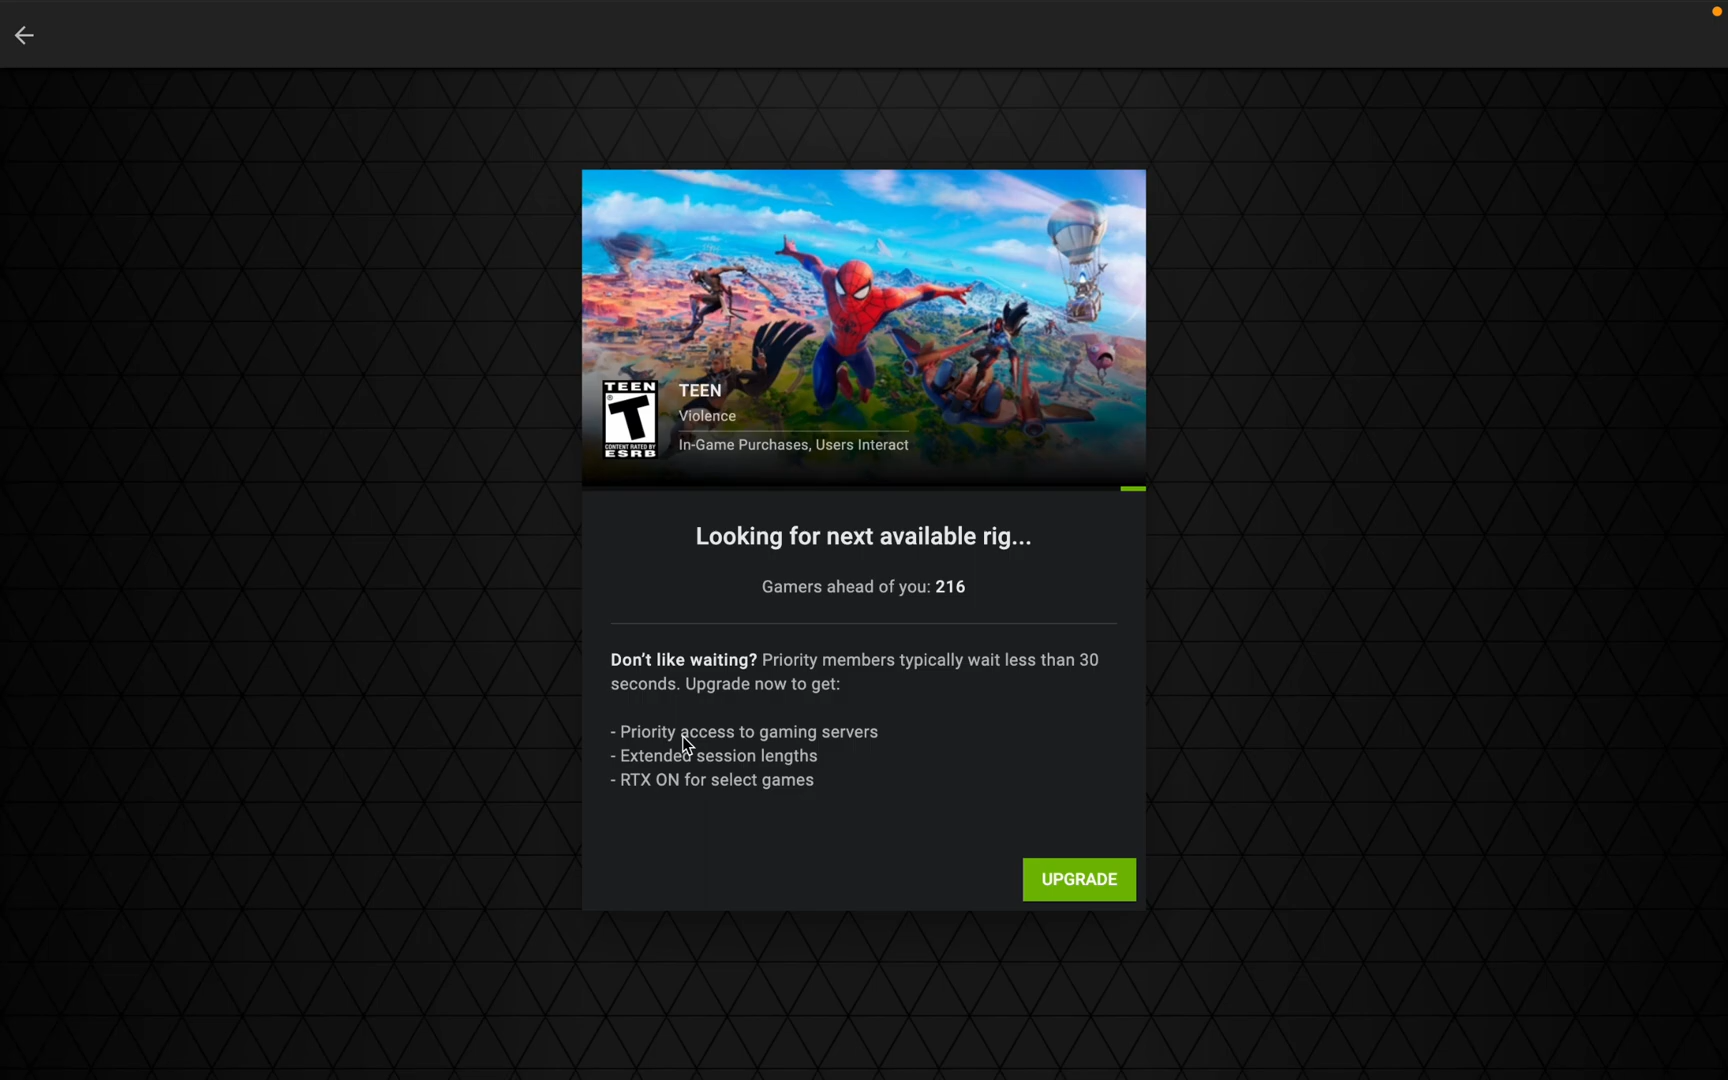 TEEN
T
CONTENT RATED BY
ESRB
TEEN
Violence
In-Game Purchases, Users Interact
Looking for next available rig...
Gamers ahead of you: 216
Don't like waiting? Priority members typically wait less than 30
seconds. Upgrade now to get:
- Priority access to gaming servers
- Extended session lengths
- RTX ON for select games
UPGRADE